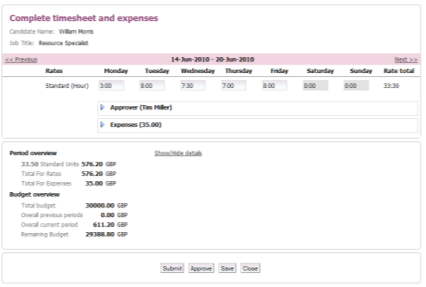 Complete timesheet and expenses
Candidate Name: William Morris
Job Title: Resource Specialist
<< Previous 14-Jun-2010 - 20-Jun-2010 Next >>
Rates Monday Tuesday Wednesday Thursday Friday Saturday Sunday Rate total
Standard (Hour) 3:00 8:00 7:30 7:00 8:00 0:00 0:00 33:30
Approver (Tim Miller)
Expenses (35.00)
Period overview Show/Hide details
33.50 Standard Units 576.20 GBP
Total For Rates 576.20 GBP
Total For Expenses 35.00 GBP
Budget overview
Total budget 30000.00 GBP
Overall previous periods 0.00 GBP
Overall current period 611.20 GBP
Remaining Budget 29388.80 GBP
Submit Approve Save Close